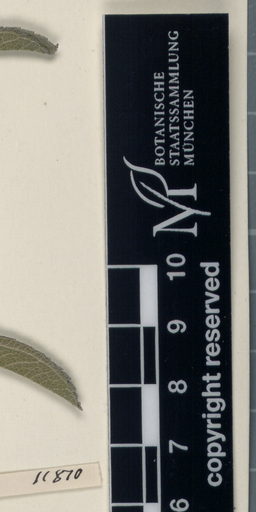 BOTANISCHE
STAATSSAMMLUNG
MÜNCHEN
M
10
9
8
7
6
copyright reserved
11870